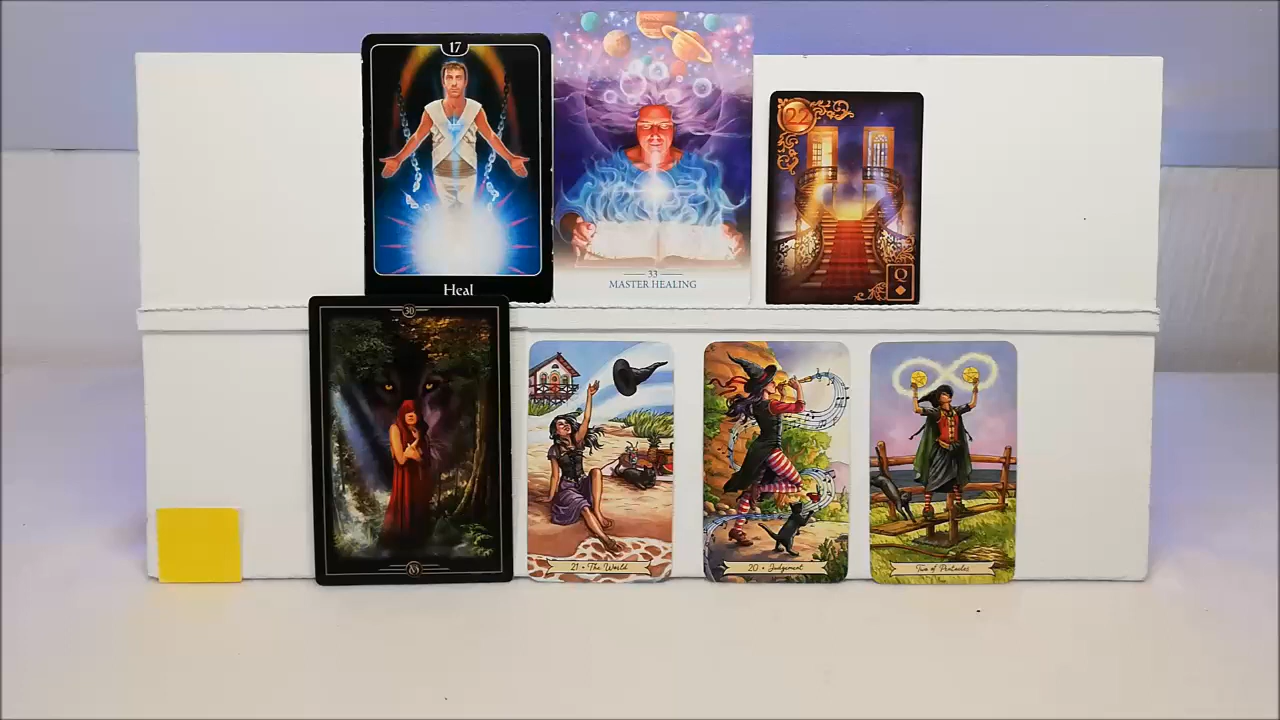 17
Heal
33
MASTER HEALING
22
Q
30
21 • The World
20 • Judgement
Two of Pentacles